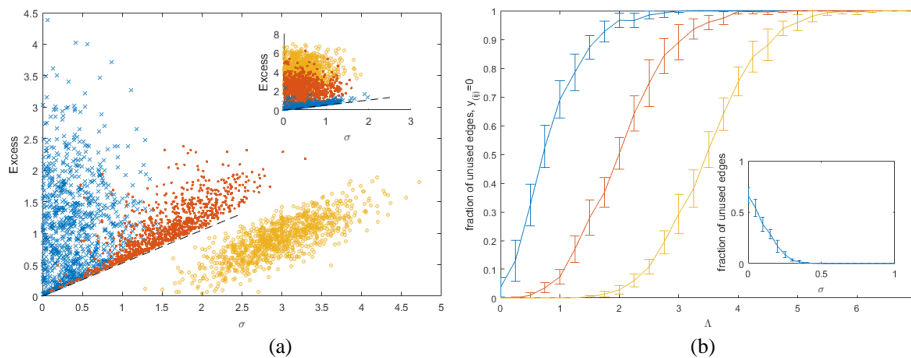 4.5
4
3.5
3
2.5
2
1.5
1
0.5
0
Excess
0 0.5 1 1.5 2 2.5 3 3.5 4 4.5 5
σ
8
6
4
2
0
Excess
0 1 2 3
σ
(a)
1
0.9
0.8
0.7
0.6
0.5
0.4
0.3
0.2
0.1
0
fraction of unused edges, y(ij)=0
0 1 2 3 4 5 6
Λ
1
0.5
0
fraction of unused edges
0 0.5 1
σ
(b)